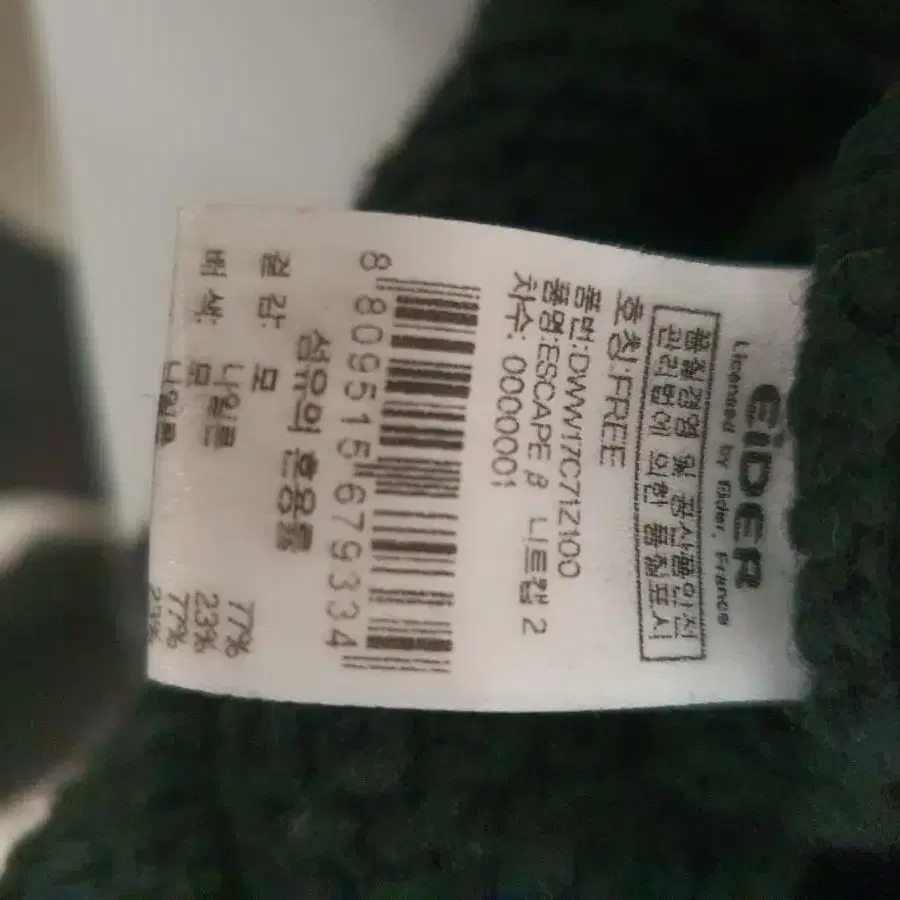 EiDER
Licensed by Eider, France
품질경영 및 공산품안전
관리법에 의한 품질표시
호칭:FREE
품번:DWW17C71Z100
품명:ESCAPE β 니트캡 2
차수: 0000001
8 809515 679334
섬유의 혼용률
겉감: 모 77%
나일론 23%
배색: 모 77%
나일론 23%